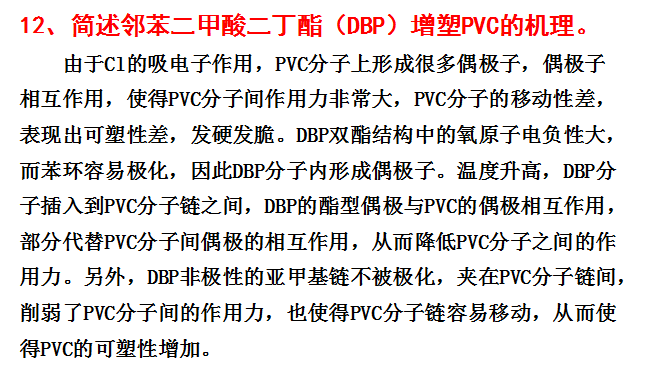 12、简述邻苯二甲酸二丁酯（DBP）增塑PVC的机理。
由于Cl的吸电子作用，PVC分子上形成很多偶极子，偶极子
相互作用，使得PVC分子间作用力非常大，PVC分子的移动性差，
表现出可塑性差，发硬发脆。DBP双酯结构中的氧原子电负性大，
而苯环容易极化，因此DBP分子内形成偶极子。温度升高，DBP分
子插入到PVC分子链之间，DBP的酯型偶极与PVC的偶极相互作用，
部分代替PVC分子间偶极的相互作用，从而降低PVC分子之间的作
用力。另外，DBP非极性的亚甲基链不被极化，夹在PVC分子链间，
削弱了PVC分子间的作用力，也使得PVC分子链容易移动，从而使
得PVC的可塑性增加。